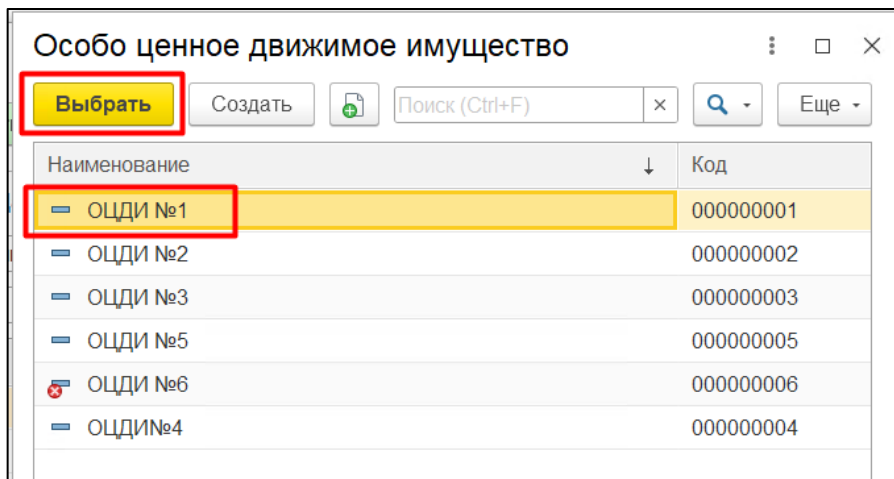 Особо ценное движимое имущество
Выбрать Создать Поиск (Ctrl+F) Еще
Наименование Код
ОЦДИ №1 000000001
ОЦДИ №2 000000002
ОЦДИ №3 000000003
ОЦДИ №5 000000005
ОЦДИ №6 000000006
ОЦДИ№4 000000004